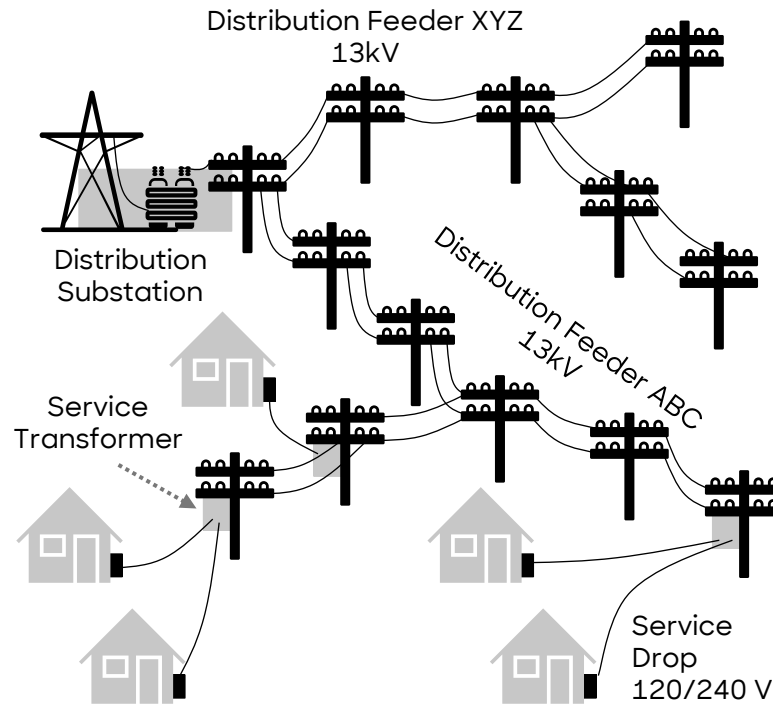 Distribution Feeder XYZ
13kV
Distribution
Substation
Distribution Feeder ABC
13kV
Service
Transformer
Service
Drop
120/240 V